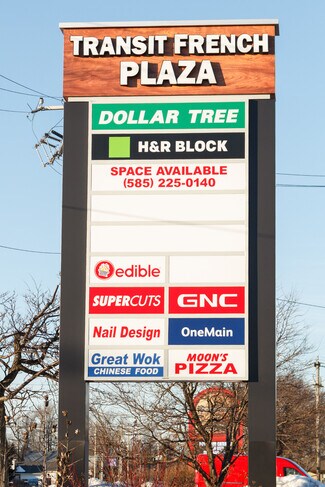 TRANSIT FRENCH
PLAZA
DOLLAR TREE
H&R BLOCK
SPACE AVAILABLE
(585) 225-0140
edible
SUPERCUTS
GNC
Nail Design
OneMain
Great Wok
CHINESE FOOD
MOON'S
PIZZA